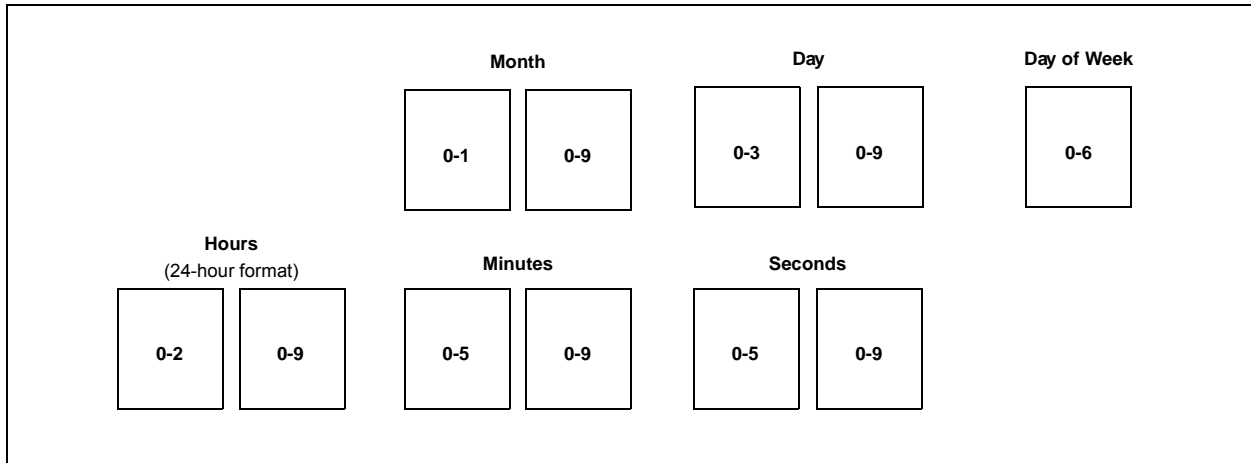 Month Day Day of Week
0-1 0-9 0-3 0-9 0-6
Hours
(24-hour format)
Minutes Seconds
0-2 0-9 0-5 0-9 0-5 0-9